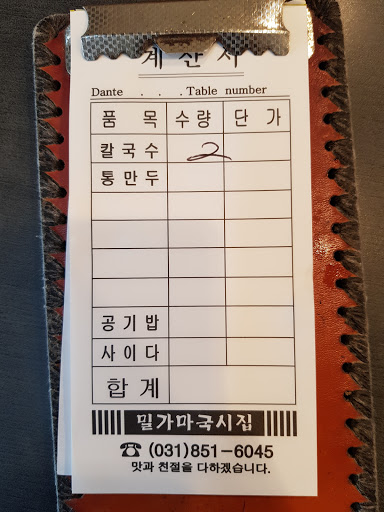 계산서
Dante . . . Table number
품 목 수량 단 가
칼국수 2
통만두
공기밥
사이다
합 계
밀가마국시집
☎ (031)851-6045
맛과 친절을 다하겠습니다.